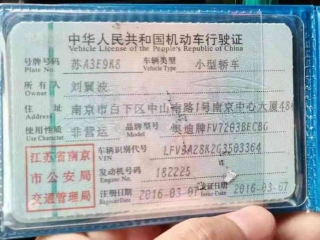 中华人民共和国机动车行驶证
Vehicle License of the People's Republic of China
号牌号码 苏A3E9K8 车辆类型 小型轿车
Plate No. Vehicle Type
所有人 刘翼波
Owner
住址 南京市白下区中山南路1号南京中心大厦48
Address
使用性质 非营运 品牌型号 奥迪牌FV7203BECBG
Use Character
江苏省南京市公安局交通管理局
车辆识别代号 LFV3A28K2G3503364
VIN
发动机号码 182225
Engine No.
注册日期 2016-03-07 发证日期 2016-03-07